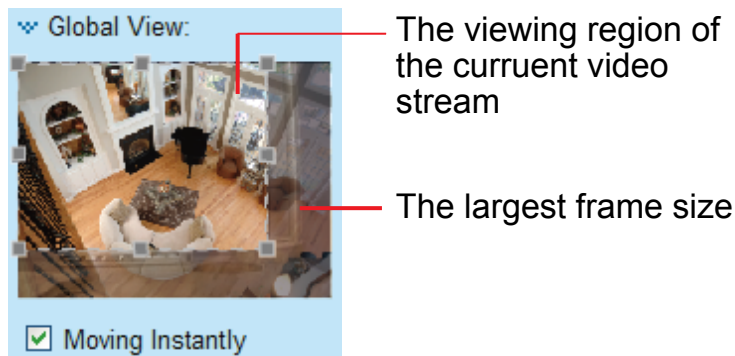 Global View:
The viewing region of
the curruent video
stream
The largest frame size
Moving Instantly